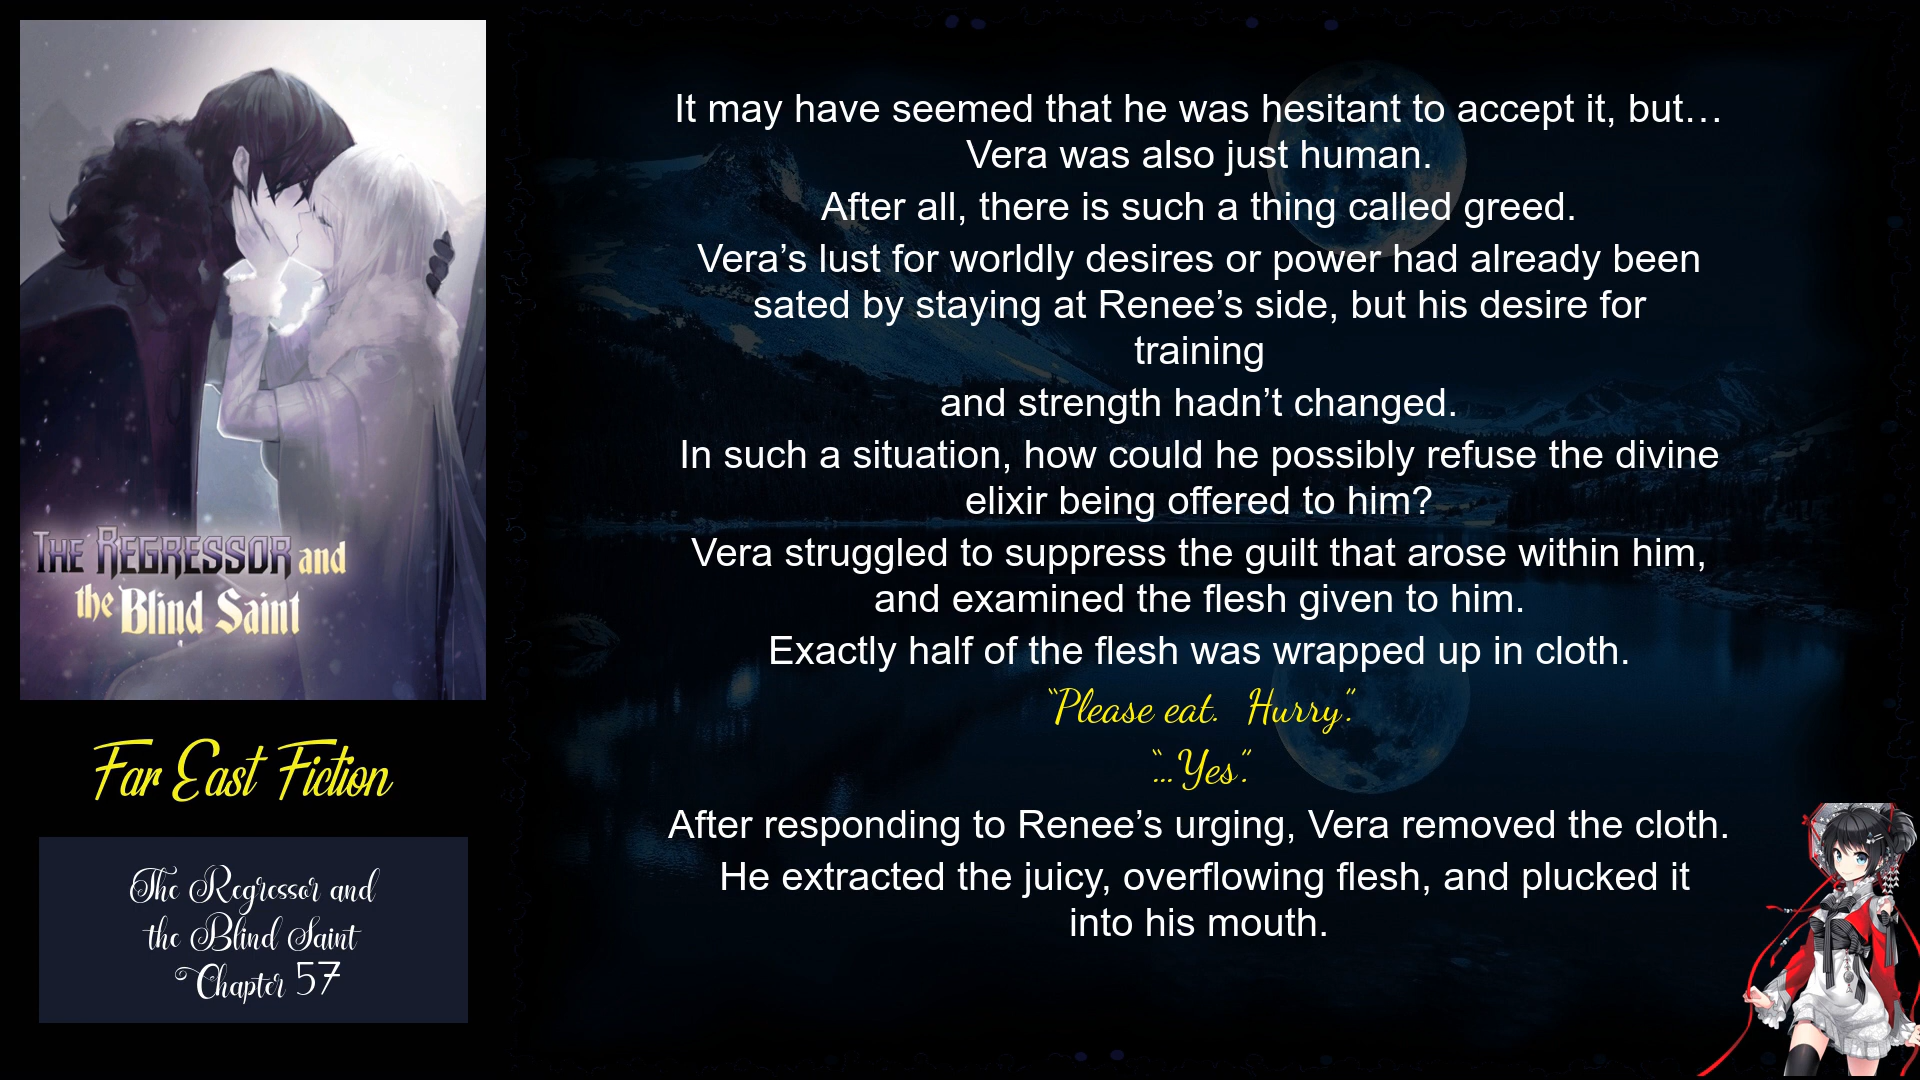 THE REGRESSOR and
the Blind Saint
Far East Fiction
The Regressor and
the Blind Saint
Chapter 57
It may have seemed that he was hesitant to accept it, but…
Vera was also just human.
After all, there is such a thing called greed.
Vera’s lust for worldly desires or power had already been
sated by staying at Renee’s side, but his desire for
training
and strength hadn’t changed.
In such a situation, how could he possibly refuse the divine
elixir being offered to him?
Vera struggled to suppress the guilt that arose within him,
and examined the flesh given to him.
Exactly half of the flesh was wrapped up in cloth.
“Please eat. Hurry.”
“…Yes.”
After responding to Renee’s urging, Vera removed the cloth.
He extracted the juicy, overflowing flesh, and plucked it
into his mouth.